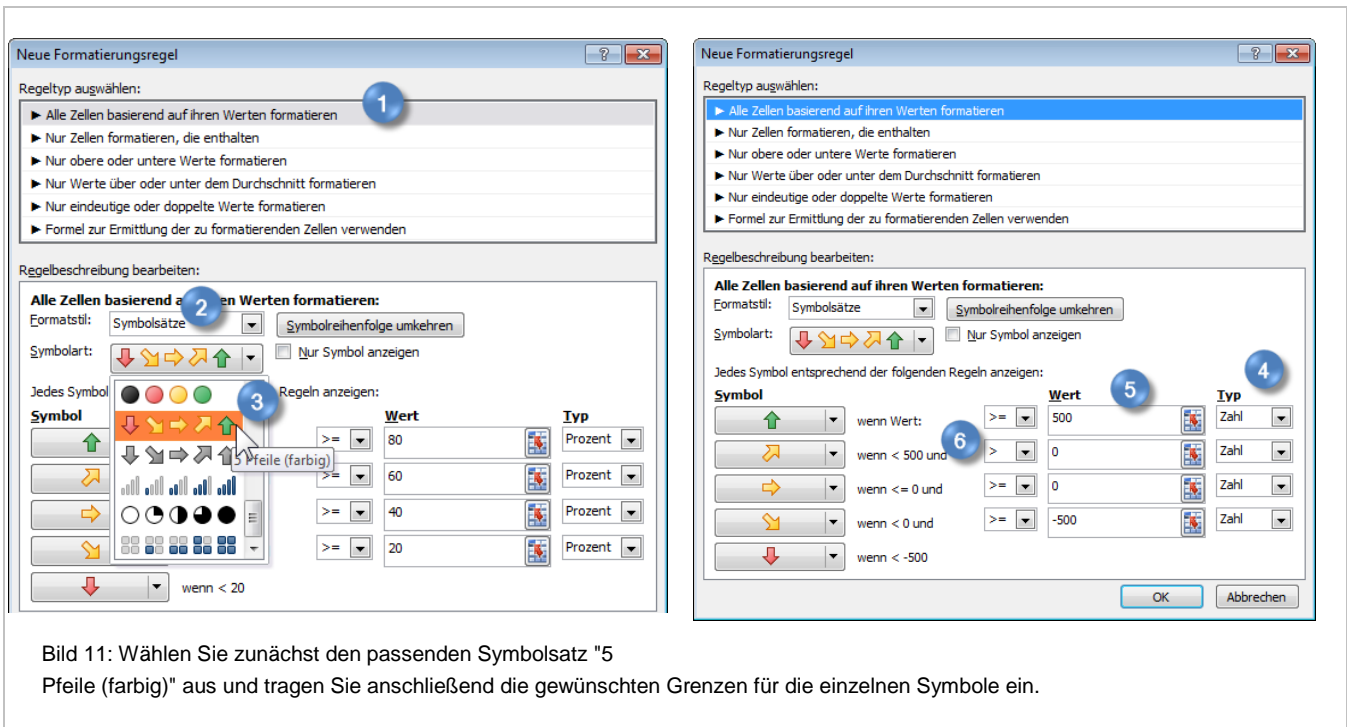 Neue Formatierungsregel
Regeltyp auswählen:
1
► Alle Zellen basierend auf ihren Werten formatieren
► Nur Zellen formatieren, die enthalten
► Nur obere oder untere Werte formatieren
► Nur Werte über oder unter dem Durchschnitt formatieren
► Nur eindeutige oder doppelte Werte formatieren
► Formel zur Ermittlung der zu formatierenden Zellen verwenden
Regelbeschreibung bearbeiten:
Alle Zellen basierend a en Werten formatieren:
2
Formatstil: Symbolsätze Symbolreihenfolge umkehren
Symbolart: Nur Symbol anzeigen
Jedes Symbol Regeln anzeigen:
3
Symbol Wert Typ
>= 80 Prozent
5 Pfeile (farbig)
>= 60 Prozent
>= 40 Prozent
>= 20 Prozent
wenn < 20
Neue Formatierungsregel
Regeltyp auswählen:
► Alle Zellen basierend auf ihren Werten formatieren
► Nur Zellen formatieren, die enthalten
► Nur obere oder untere Werte formatieren
► Nur Werte über oder unter dem Durchschnitt formatieren
► Nur eindeutige oder doppelte Werte formatieren
► Formel zur Ermittlung der zu formatierenden Zellen verwenden
Regelbeschreibung bearbeiten:
Alle Zellen basierend auf ihren Werten formatieren:
Formatstil: Symbolsätze Symbolreihenfolge umkehren
Symbolart: Nur Symbol anzeigen
Jedes Symbol entsprechend der folgenden Regeln anzeigen:
5 4
Symbol Wert Typ
wenn Wert: >= 500 Zahl
6
wenn < 500 und > 0 Zahl
wenn <= 0 und >= 0 Zahl
wenn < 0 und >= -500 Zahl
wenn < -500
OK Abbrechen
Bild 11: Wählen Sie zunächst den passenden Symbolsatz "5
Pfeile (farbig)" aus und tragen Sie anschließend die gewünschten Grenzen für die einzelnen Symbole ein.